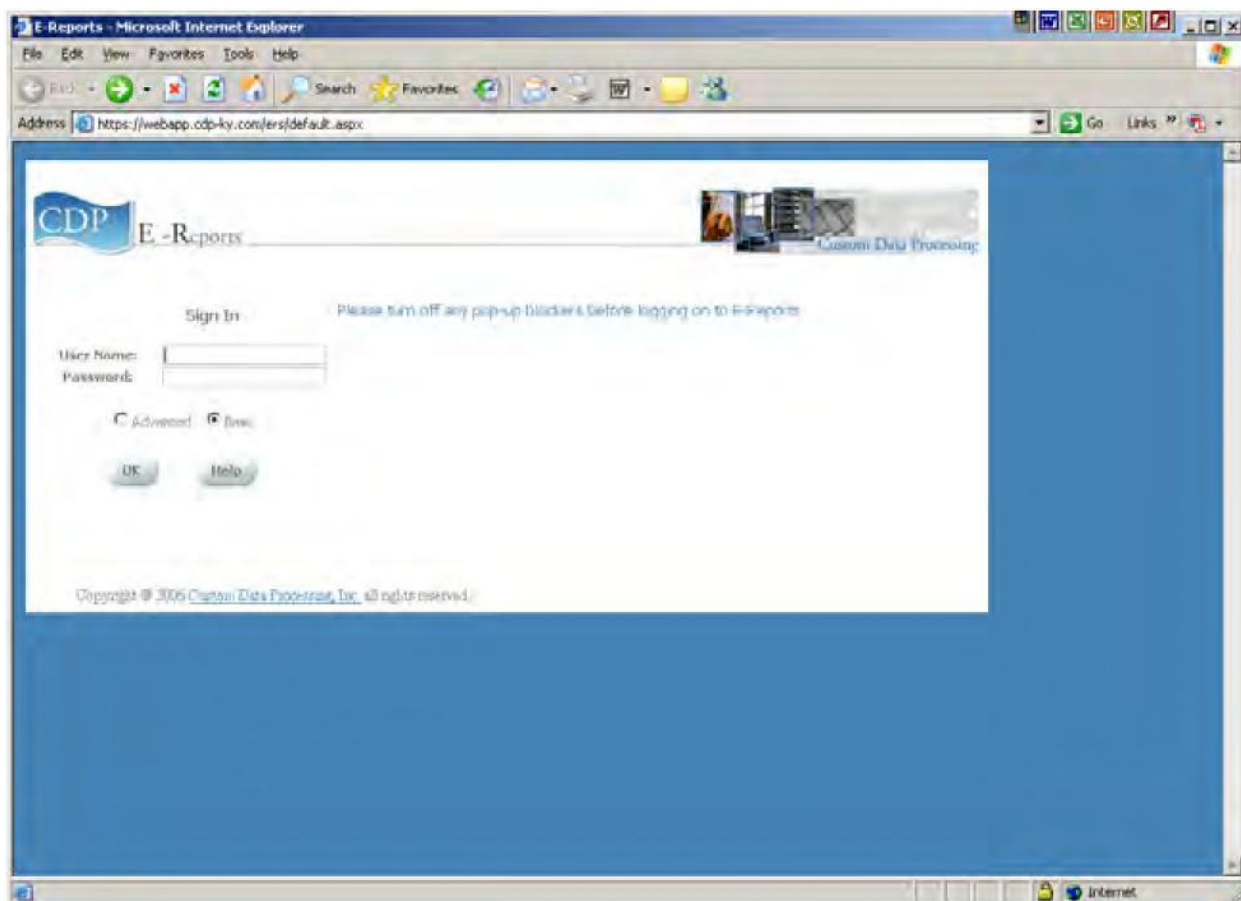 E-Reports - Microsoft Internet Explorer
File Edit View Favorites Tools Help
Back Search Favorites
Address https://webapp.cdp-ky.com/ers/default.aspx Go Links »
CDP E-Reports
Custom Data Processing
Sign In Please turn off any pop-up blockers before logging on to E-Reports
User Name:
Password:
Advanced Basic
OK Help
Copyright © 2006 Custom Data Processing, Inc. all rights reserved.
Internet